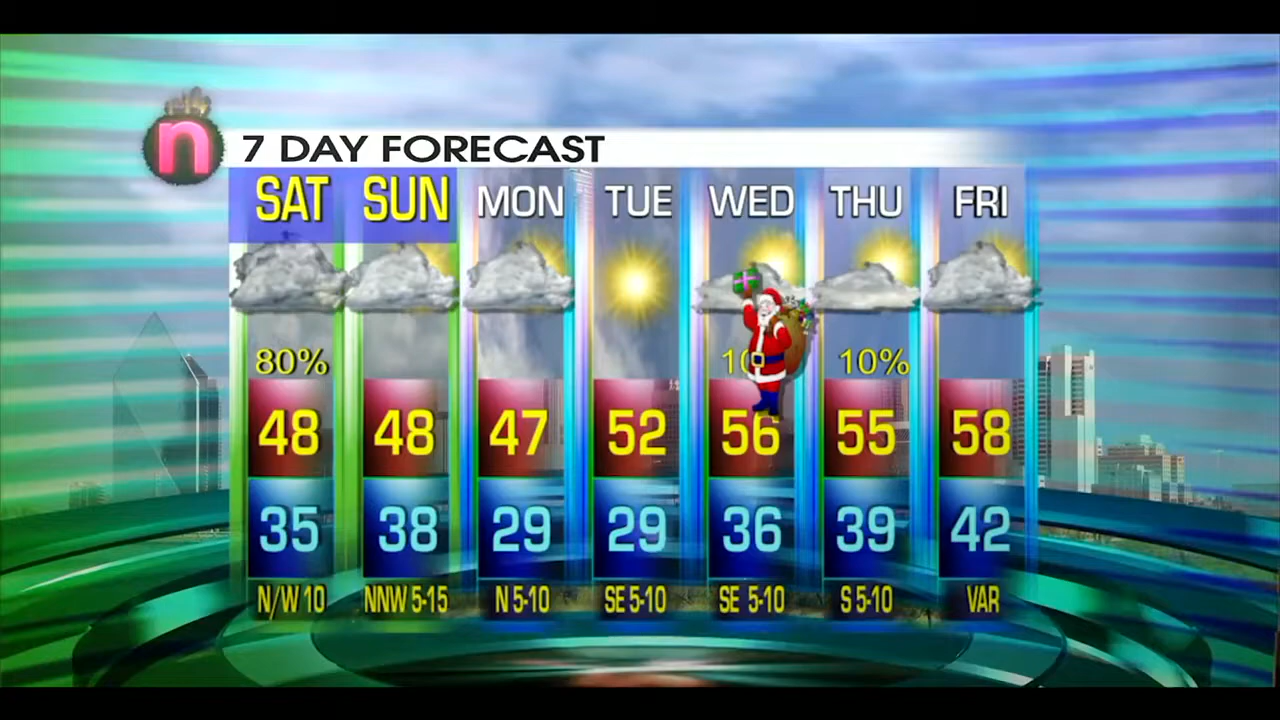 n
7 DAY FORECAST
SAT SUN MON TUE WED THU FRI
80% 10%
48 48 47 52 56 55 58
35 38 29 29 36 39 42
N/W 10 NNW 5-15 N 5-10 SE 5-10 SE 5-10 S 5-10 VAR